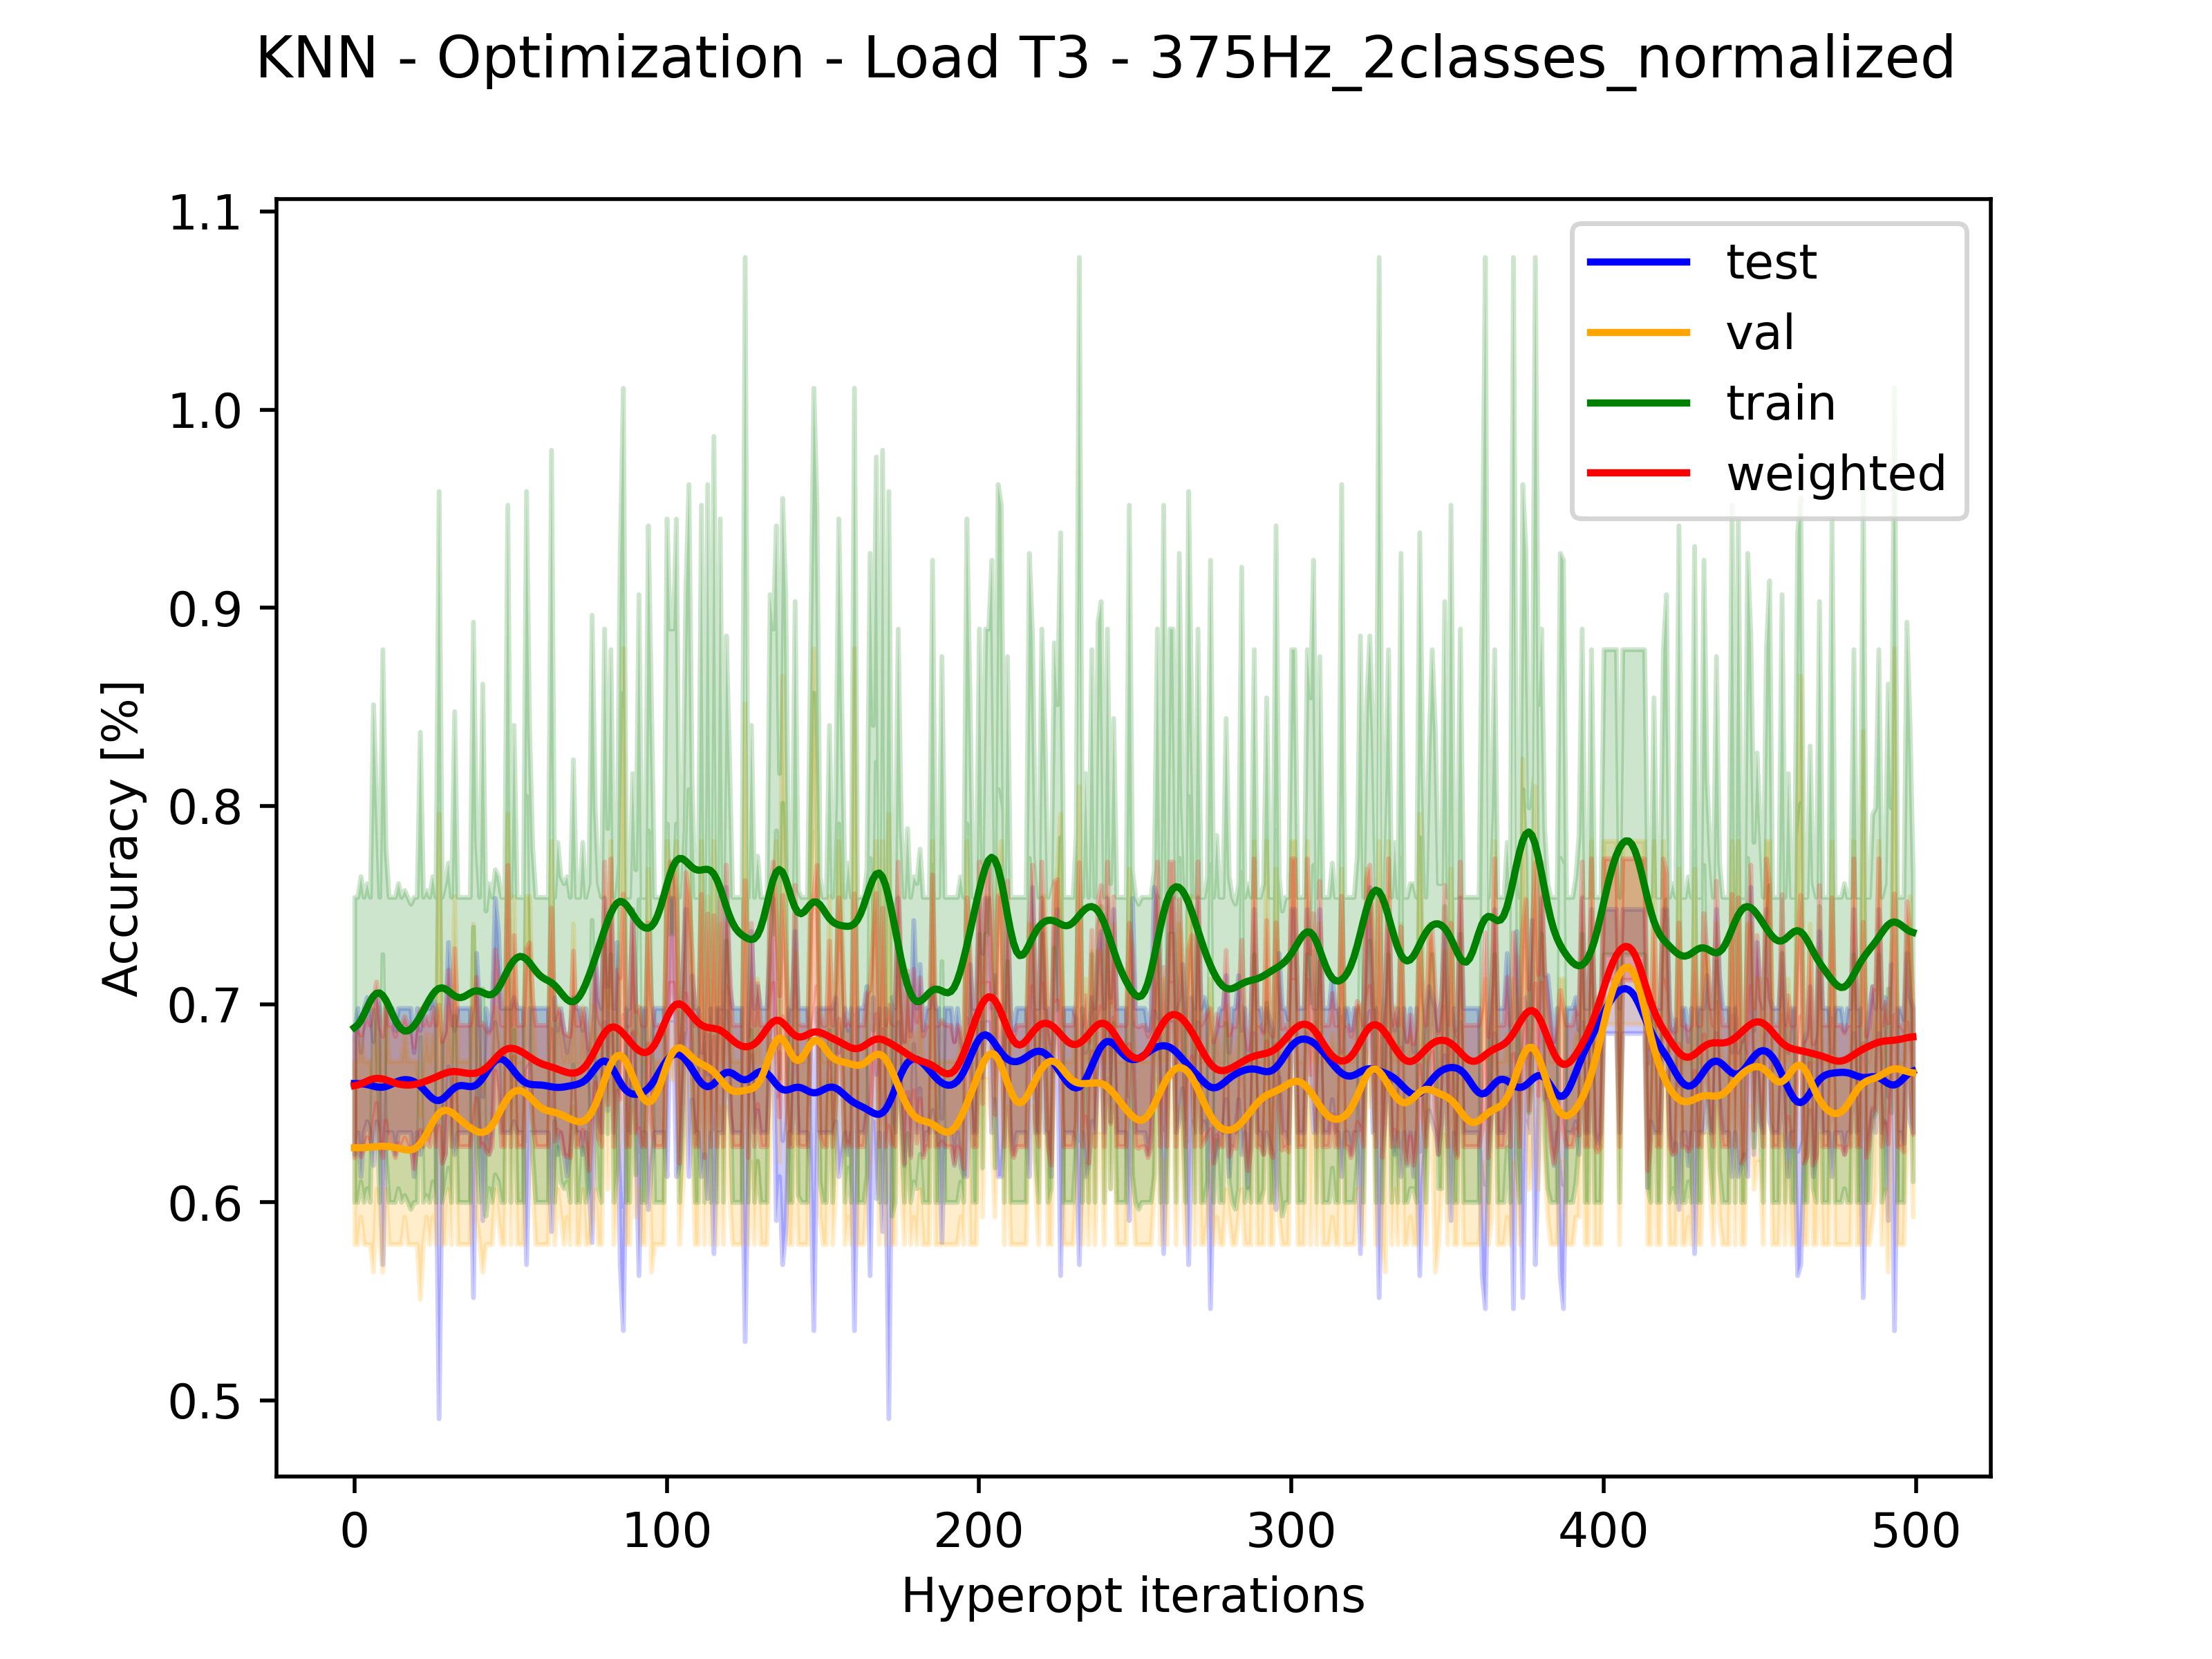 KNN - Optimization - Load T3 - 375Hz_2classes_normalized
1.1
1.0
0.9
0.8
0.7
0.6
0.5
Accuracy [%]
test
val
train
weighted
0 100 200 300 400 500
Hyperopt iterations